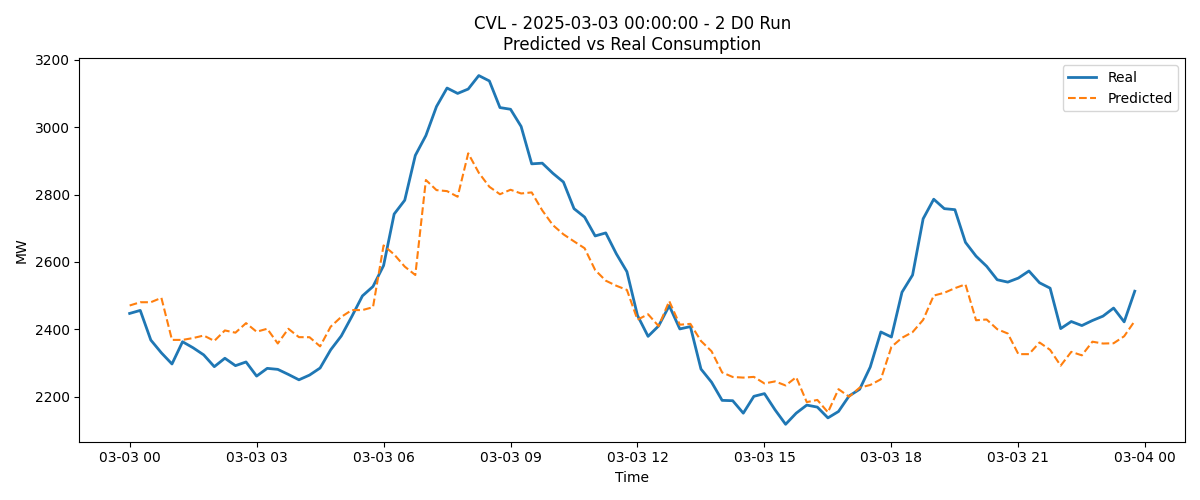 CVL - 2025-03-03 00:00:00 - 2 D0 Run
Predicted vs Real Consumption
Real
Predicted
MW
3200
3000
2800
2600
2400
2200
03-03 00
03-03 03
03-03 06
03-03 09
03-03 12
03-03 15
03-03 18
03-03 21
03-04 00
Time